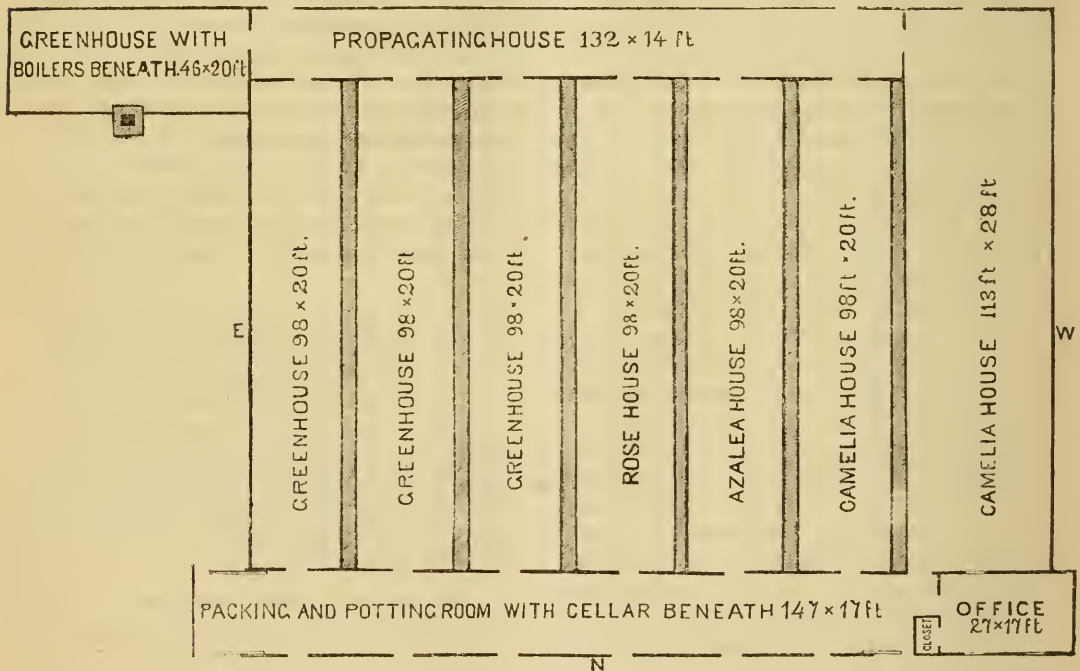 GREENHOUSE WITH
BOILERS BENEATH.46×20ft
PROPAGATING HOUSE 132 × 14 ft
E
GREENHOUSE 98 × 20ft.
GREENHOUSE 98 × 20ft
GREENHOUSE 98 × 20ft.
ROSE HOUSE 98 × 20ft.
AZALEA HOUSE 98×20ft.
CAMELIA HOUSE 98ft × 20ft.
CAMELIA HOUSE 113ft × 28ft
W
PACKING AND POTTING ROOM WITH CELLAR BENEATH 147×17ft
CLOSET
OFFICE
27×17ft
N